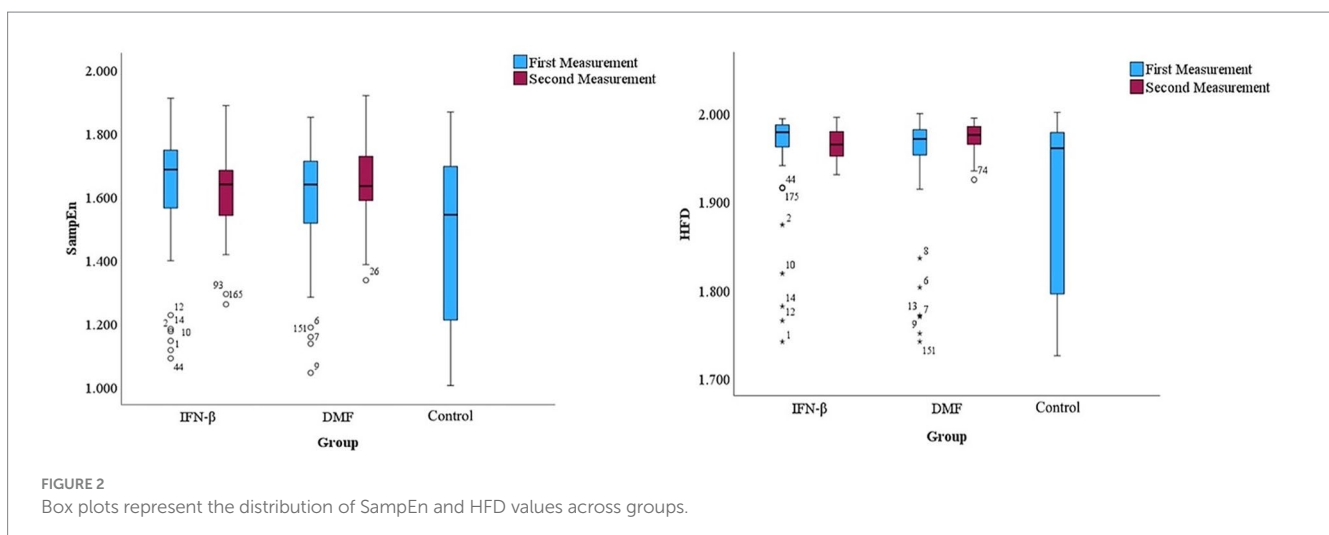 First Measurement
Second Measurement
2.000
1.800
1.600
1.400
1.200
1.000
SampEn
12
14
2
10
1
44
93
165
151
6
7
9
26
IFN-β
DMF
Control
Group
First Measurement
Second Measurement
2.000
1.900
1.800
1.700
HFD
44
175
2
10
14
12
1
8
6
13
7
9
151
74
IFN-β
DMF
Control
Group
FIGURE 2
Box plots represent the distribution of SampEn and HFD values across groups.